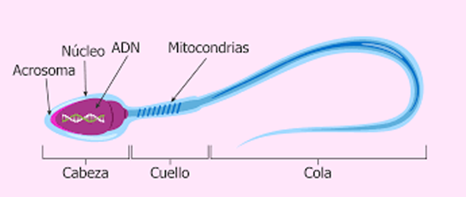 Acrosoma
Núcleo
ADN
Mitocondrias
Cabeza
Cuello
Cola